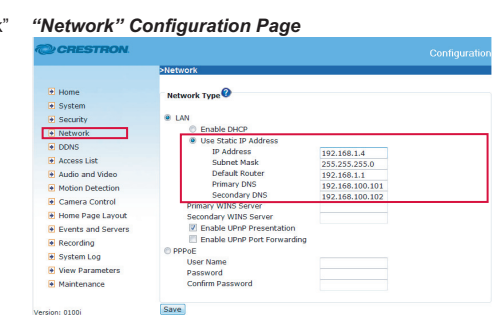 k"
"Network" Configuration Page
CRESTRON
Configuration
>Network
Home
System
Security
Network
DDNS
Access List
Audio and Video
Motion Detection
Camera Control
Home Page Layout
Events and Servers
Recording
System Log
View Parameters
Maintenance
Version: 0100i
Network Type ?
LAN
Enable DHCP
Use Static IP Address
IP Address 192.168.1.4
Subnet Mask 255.255.255.0
Default Router 192.168.1.1
Primary DNS 192.168.100.101
Secondary DNS 192.168.100.102
Primary WINS Server
Secondary WINS Server
Enable UPnP Presentation
Enable UPnP Port Forwarding
PPPoE
User Name
Password
Confirm Password
Save